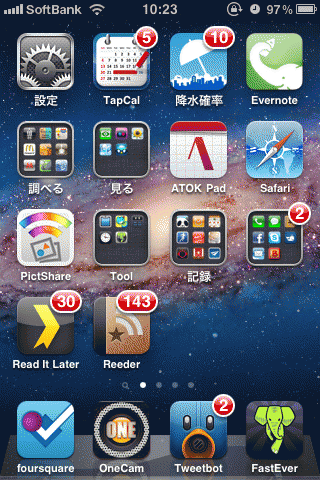 SoftBank 10:23 97%
5 10
設定 TapCal 降水確率 Evernote
調べる 見る ATOK Pad Safari
2
PictShare Tool 記録
30 143
Read It Later Reeder
ONE 2
foursquare OneCam Tweetbot FastEver